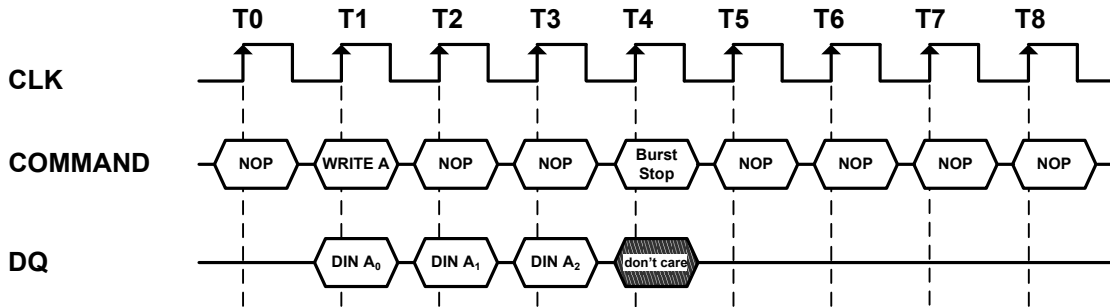 T0 T1 T2 T3 T4 T5 T6 T7 T8
CLK
COMMAND NOP WRITE A NOP NOP Burst Stop NOP NOP NOP NOP
DQ DIN A₀ DIN A₁ DIN A₂ don't care